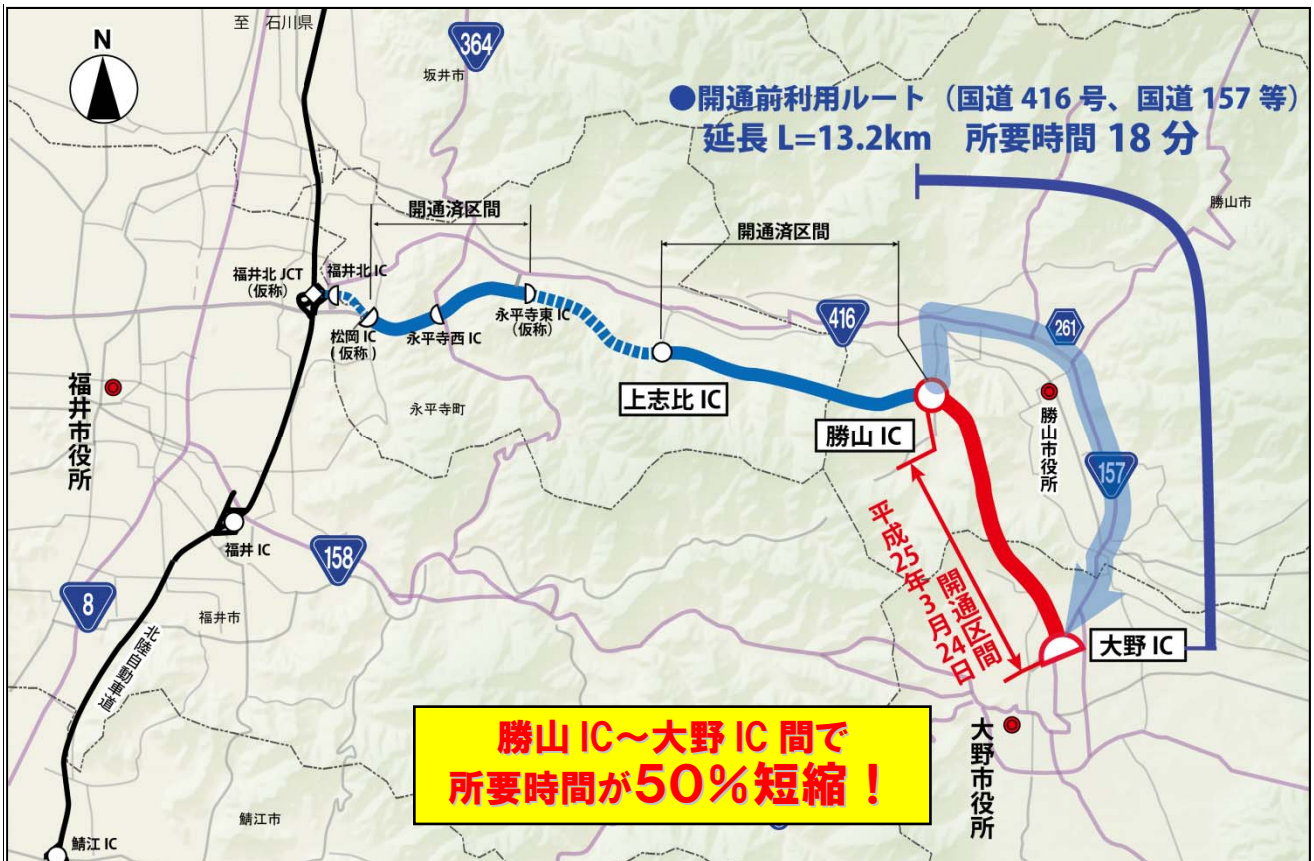 至 石川県
N
364
坂井市
●開通前利用ルート（国道 416 号、国道 157 等）
延長 L=13.2km 所要時間 18 分
開通済区間
開通済区間
勝山市
福井北 JCT
（仮称）
福井北 IC
松岡 IC
（仮称）
永平寺西 IC
永平寺東 IC
（仮称）
416
261
上志比 IC
勝山 IC
勝山市役所
157
福井市役所
永平寺町
平成25年3月24日
開通区間
福井 IC
158
8
福井市
北陸自動車道
大野 IC
大野市役所
勝山 IC～大野 IC 間で
所要時間が50％短縮！
鯖江市
鯖江 IC